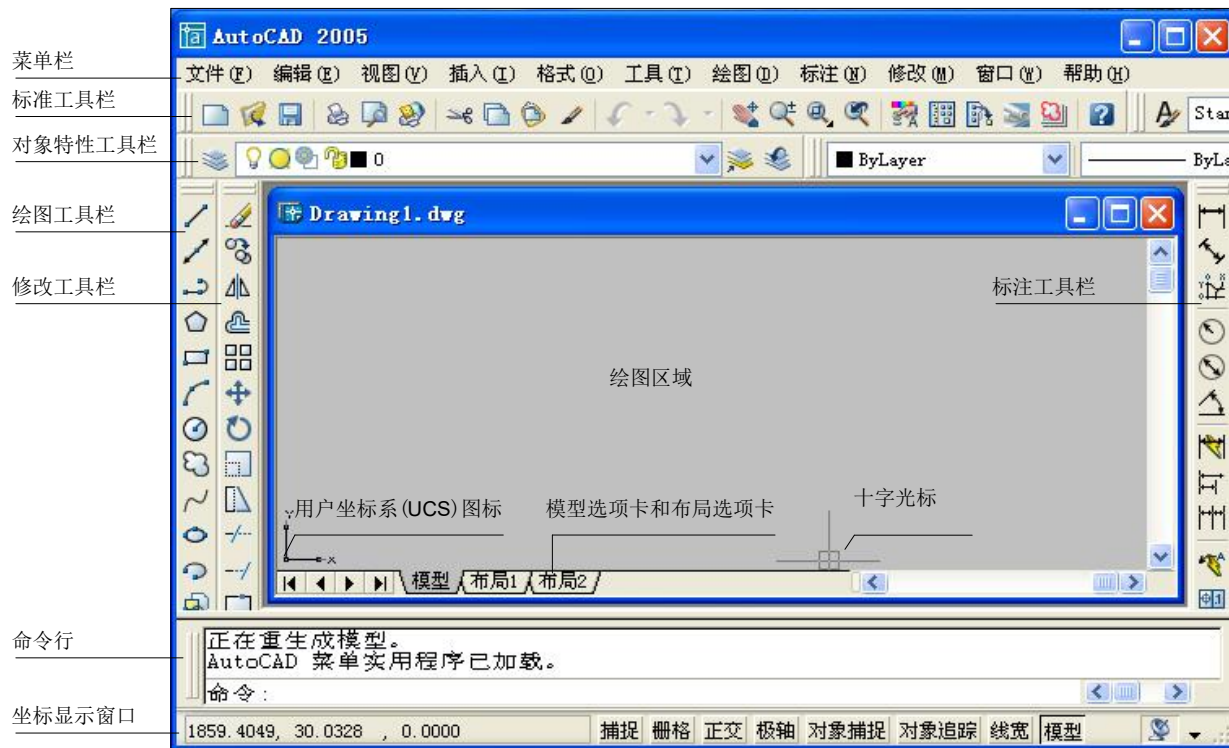 AutoCAD 2005
菜单栏
文件(F) 编辑(E) 视图(V) 插入(I) 格式(O) 工具(T) 绘图(D) 标注(N) 修改(M) 窗口(W) 帮助(H)
标准工具栏
Star
对象特性工具栏
0 ByLayer ByLa
绘图工具栏
Drawing1.dwg
修改工具栏
标注工具栏
绘图区域
用户坐标系(UCS)图标
模型选项卡和布局选项卡
十字光标
Y
X
模型 布局1 布局2
命令行
正在重生成模型。
AutoCAD 菜单实用程序已加载。
命令:
坐标显示窗口
1859.4049, 30.0328 , 0.0000 捕捉 栅格 正交 极轴 对象捕捉 对象追踪 线宽 模型